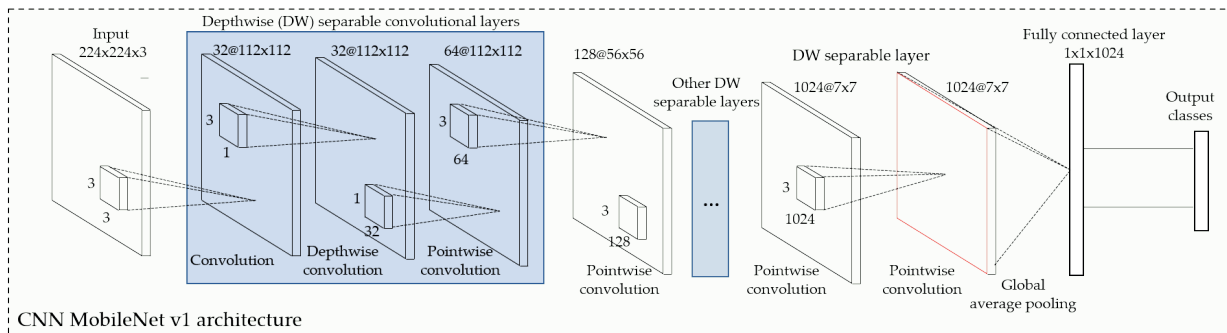 Depthwise (DW) separable convolutional layers
Input
224x224x3
32@112x112
32@112x112
64@112x112
128@56x56
Other DW
separable layers
DW separable layer
1024@7x7
1024@7x7
Fully connected layer
1x1x1024
Output
classes
3
3
3
1
1
32
3
64
3
128
...
3
1024
Convolution
Depthwise
convolution
Pointwise
convolution
Pointwise
convolution
Pointwise
convolution
Pointwise
convolution
Global
average pooling
CNN MobileNet v1 architecture